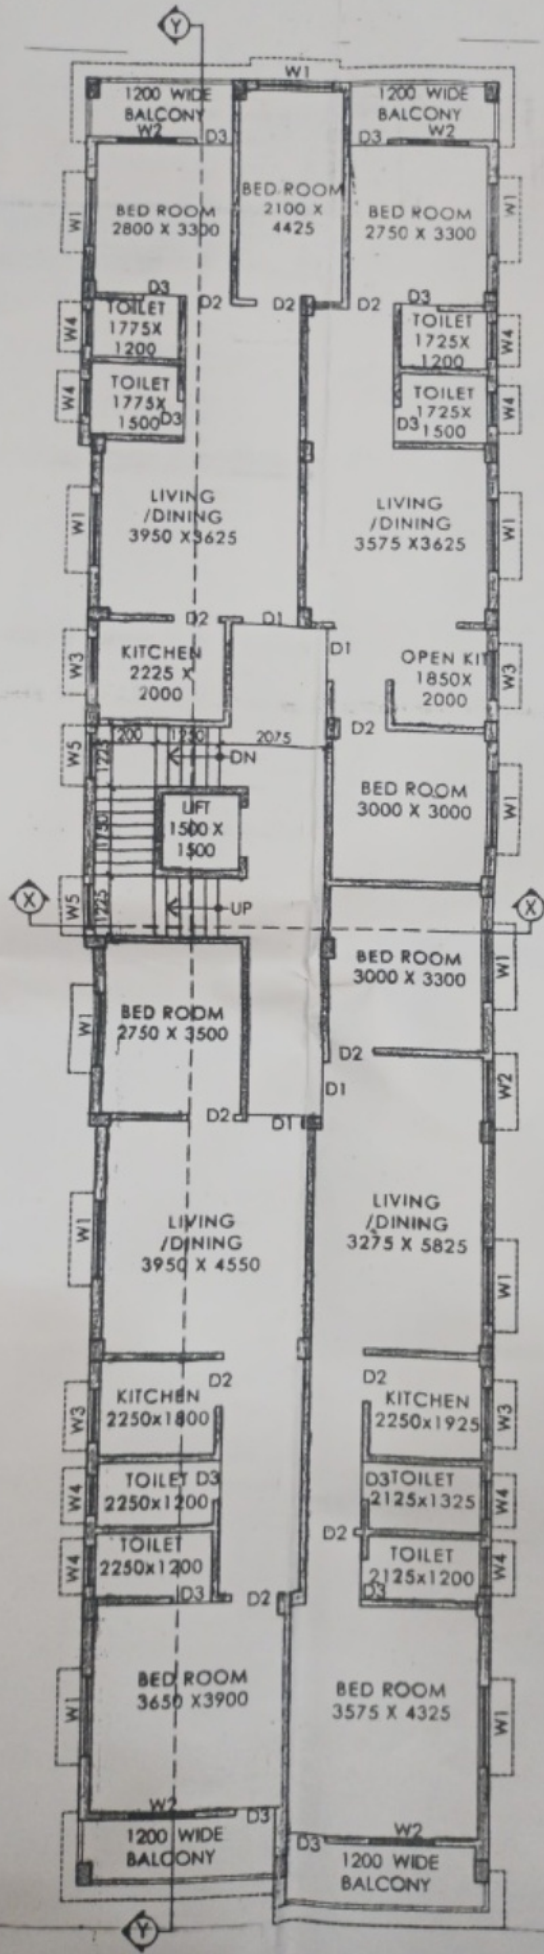 Y
W1
1200 WIDE
BALCONY
W2
D3
1200 WIDE
BALCONY
W2
D3
W1
BED ROOM
2800 X 3300
BED ROOM
2100 X
4425
BED ROOM
2750 X 3300
W1
D3
D2
D2
D2
D3
W4
TOILET
1775X
1200
TOILET
1725X
1200
W4
W4
TOILET
1775X
1500
D3
TOILET
1725X
1500
D3
W4
W1
LIVING
/DINING
3950 X3625
LIVING
/DINING
3575 X3625
W1
D2
D1
D1
W3
KITCHEN
2225 X
2000
OPEN KIT
1850X
2000
W3
W5
1225
200
1250
2075
DN
D2
BED ROOM
3000 X 3000
W1
1750
LIFT
1500 X
1500
X
W5
1225
UP
X
BED ROOM
3000 X 3300
W1
W1
BED ROOM
2750 X 3500
D2
D1
W2
D2
D1
W1
LIVING
/DINING
3950 X 4550
LIVING
/DINING
3275 X 5825
W1
D2
D2
W3
KITCHEN
2250x1800
KITCHEN
2250x1925
W3
W4
TOILET
D3
2250x1200
D3
TOILET
2125x1325
W4
D2
W4
TOILET
2250x1200
TOILET
2125x1200
W4
D3
D2
D3
W1
BED ROOM
3650 X3900
BED ROOM
3575 X 4325
W1
W2
D3
1200 WIDE
BALCONY
D3
W2
1200 WIDE
BALCONY
Y